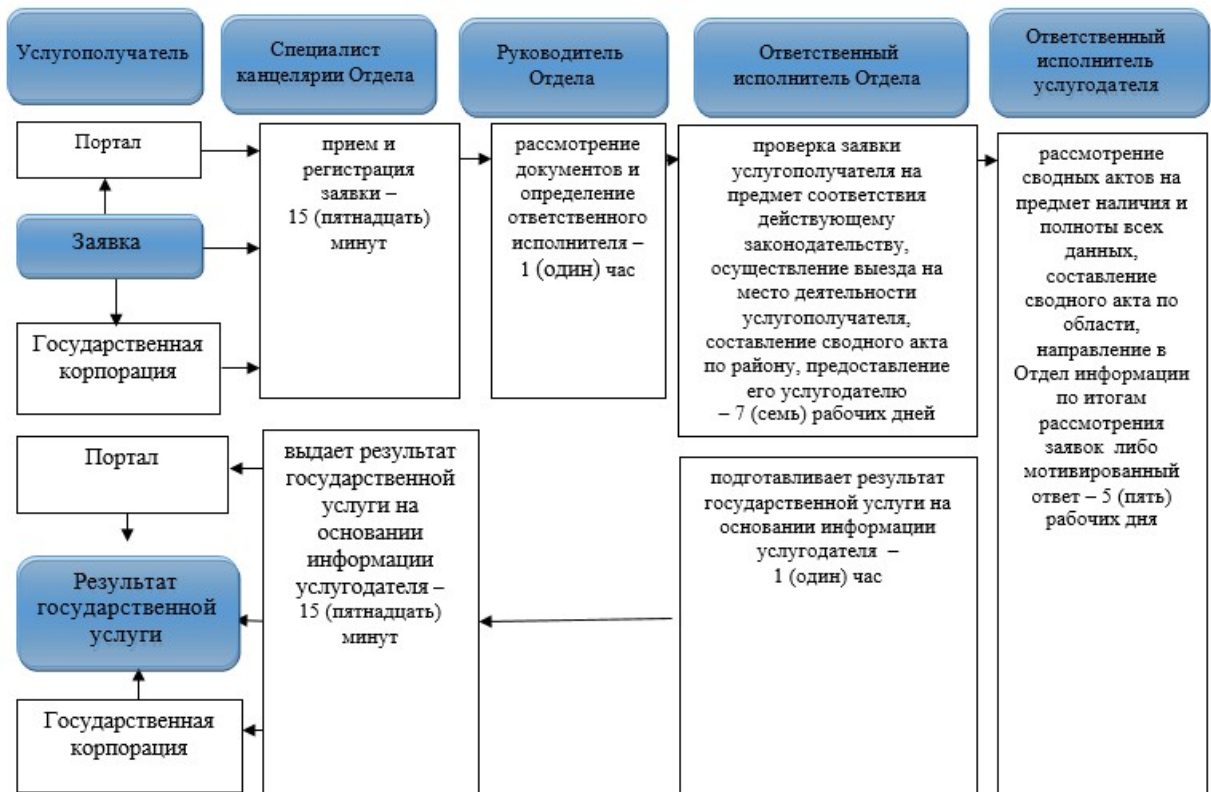 Услугополучатель
Специалист
канцелярии Отдела
Руководитель
Отдела
Ответственный
исполнитель Отдела
Ответственный
исполнитель
услугодателя
Портал
Заявка
Государственная
корпорация
прием и
регистрация
заявки –
15 (пятнадцать)
минут
рассмотрение
документов и
определение
ответственного
исполнителя –
1 (один) час
проверка заявки
услугополучателя на
предмет соответствия
действующему
законодательству,
осуществление выезда на
место деятельности
услугополучателя,
составление сводного акта
по району, предоставление
его услугодателю
– 7 (семь) рабочих дней
рассмотрение
сводных актов на
предмет наличия и
полноты всех
данных,
составление
сводного акта по
области,
направление в
Отдел информации
по итогам
рассмотрения
заявок либо
мотивированный
ответ – 5 (пять)
рабочих дня
Портал
Результат
государственной
услуги
Государственная
корпорация
выдает результат
государственной
услуги на
основании
информации
услугодателя –
15 (пятнадцать)
минут
подготавливает результат
государственной услуги на
основании информации
услугодателя –
1 (один) час